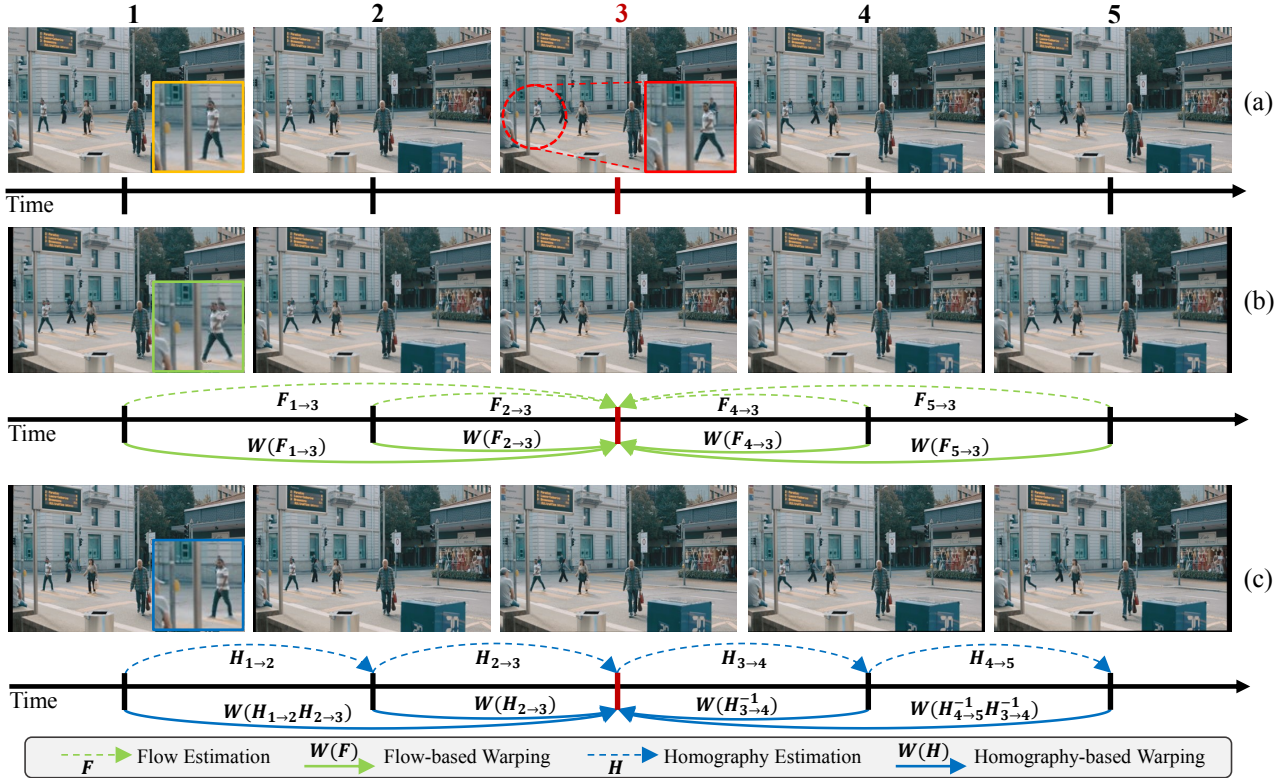 1 2 3 4 5
(a)
Time
(b)
F₁→₃ F₂→₃ F₄→₃ F₅→₃
W(F₁→₃) W(F₂→₃) W(F₄→₃) W(F₅→₃)
Time
(c)
H₁→₂ H₂→₃ H₃→₄ H₄→₅
Time
W(H₁→₂H₂→₃) W(H₂→₃) W(H₃→₄⁻¹) W(H₄→₅⁻¹H₃→₄⁻¹)
F Flow Estimation W(F) Flow-based Warping H Homography Estimation W(H) Homography-based Warping